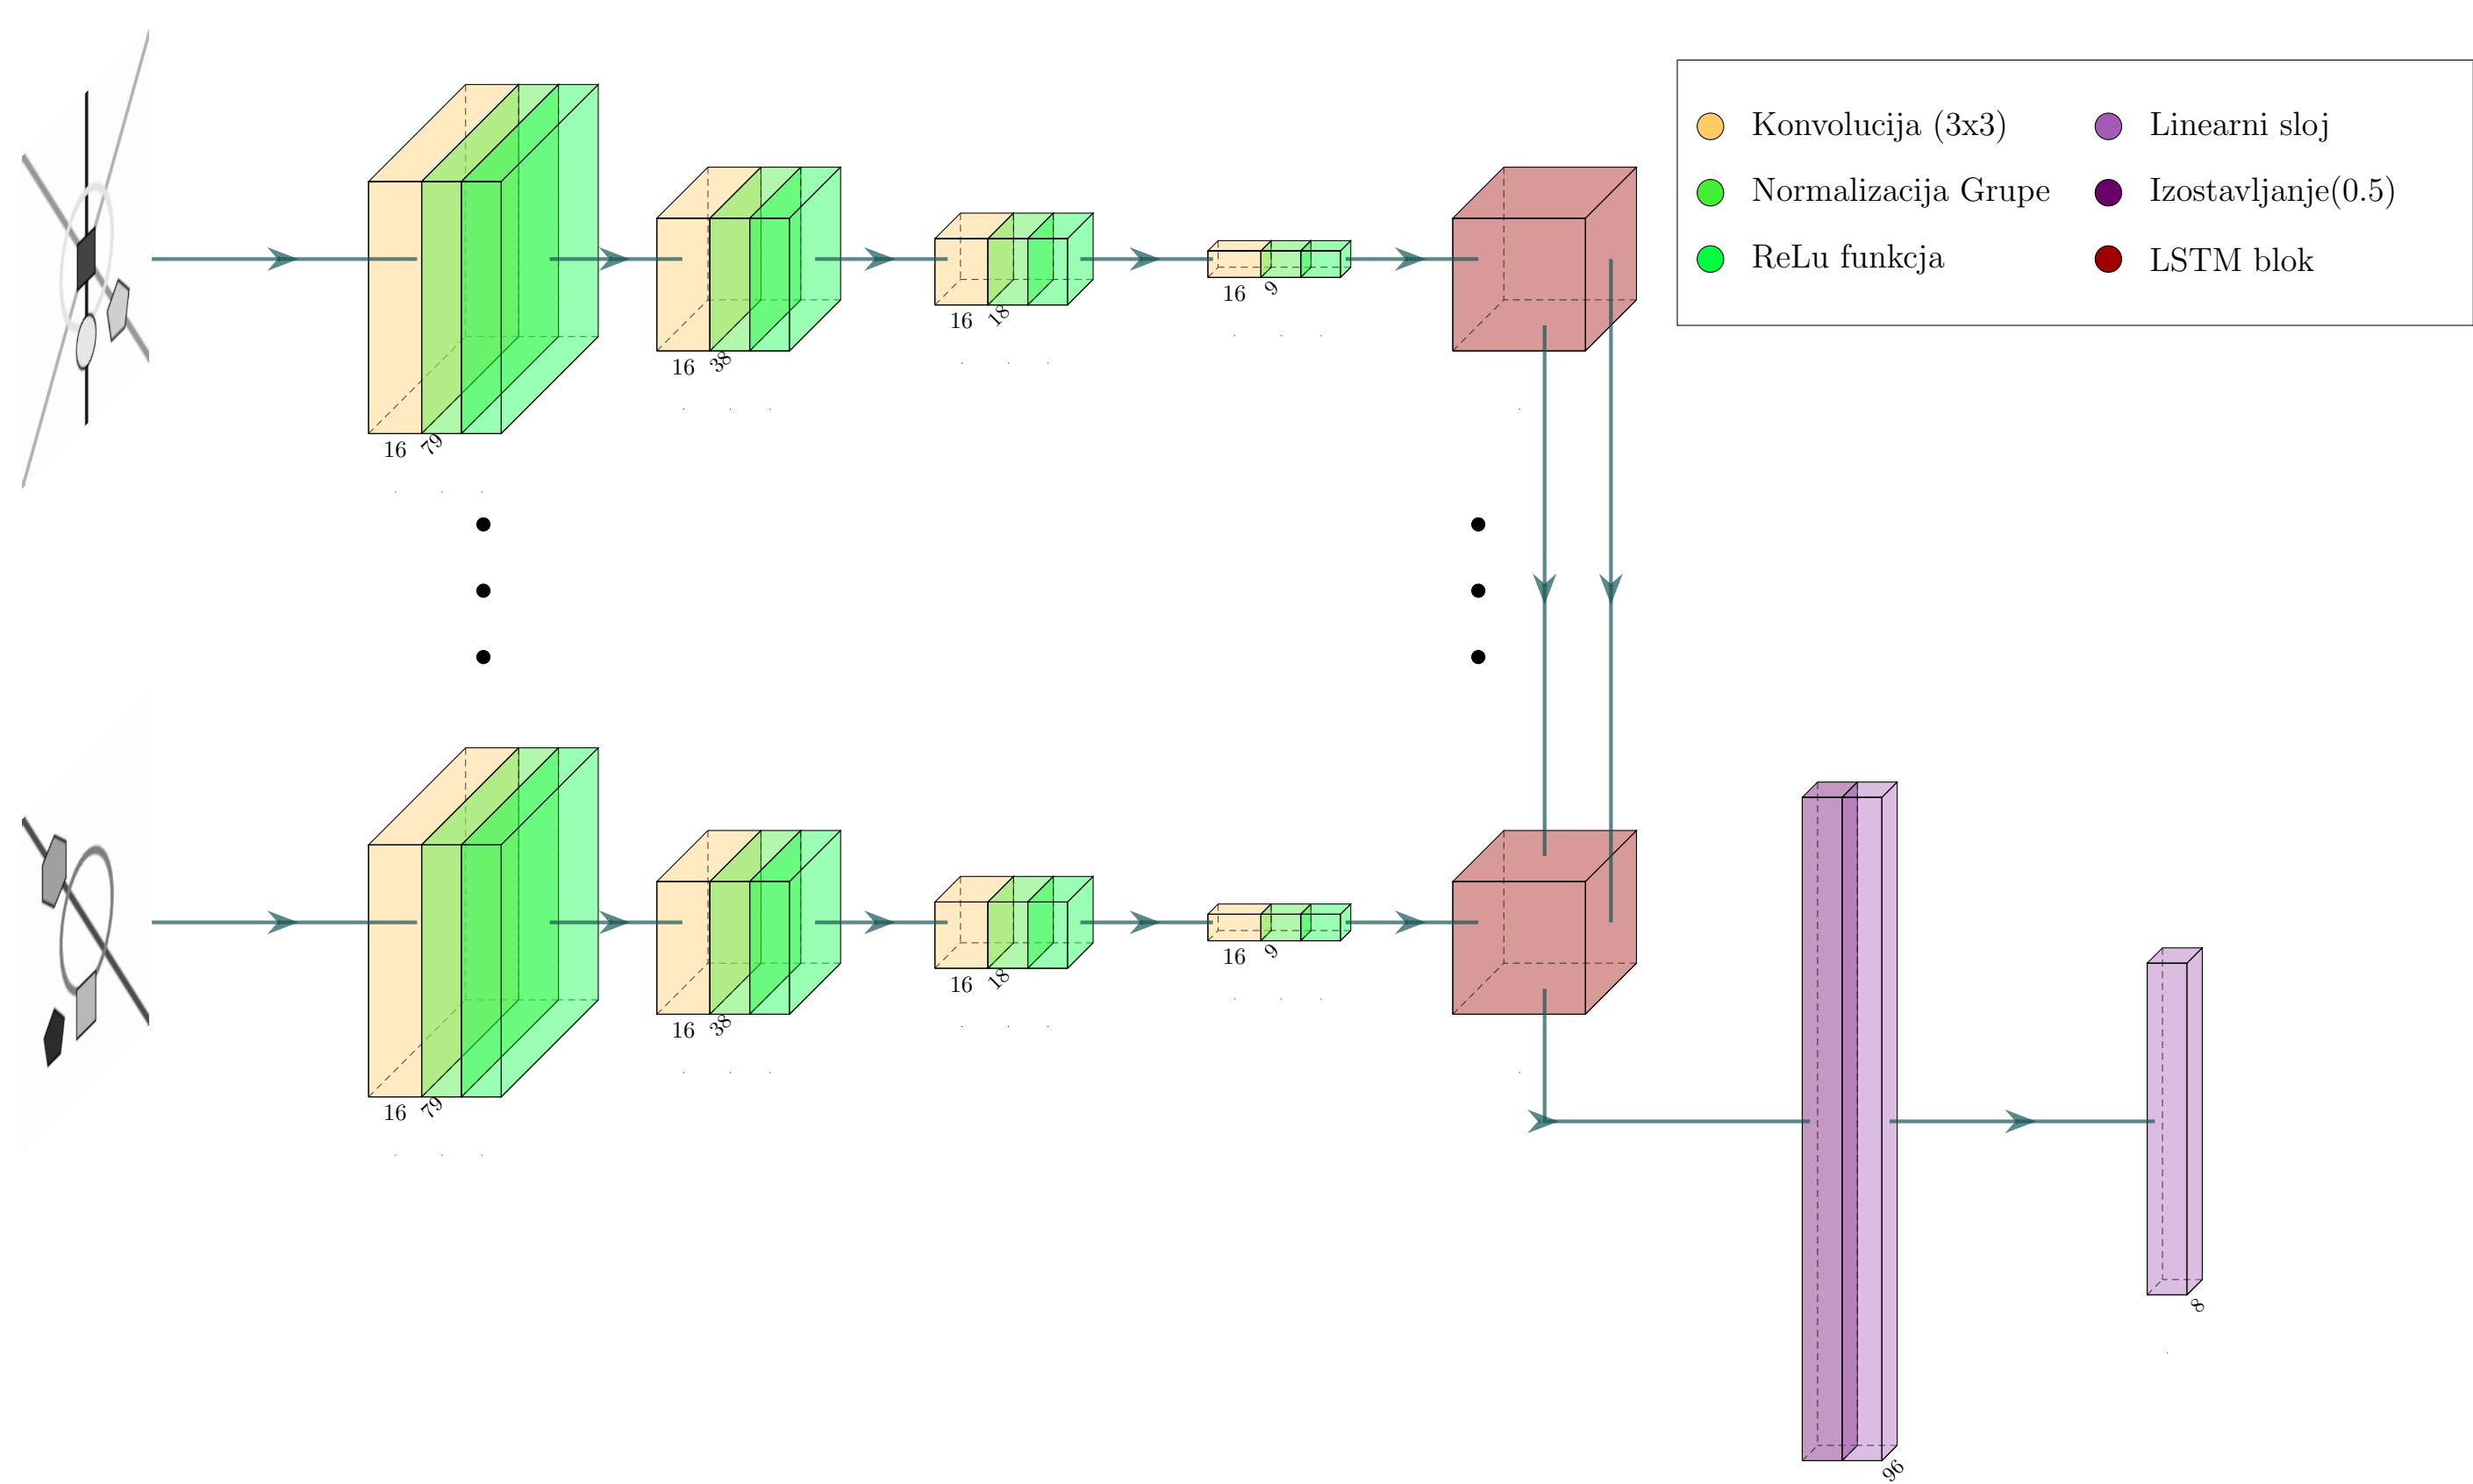 Konvolucija (3x3)
Linearni sloj
Normalizacija Grupe
Izostavljanje(0.5)
ReLu funkcja
LSTM blok
16 79
16 38
16 18
16 9
16 79
16 38
16 18
16 9
96
8